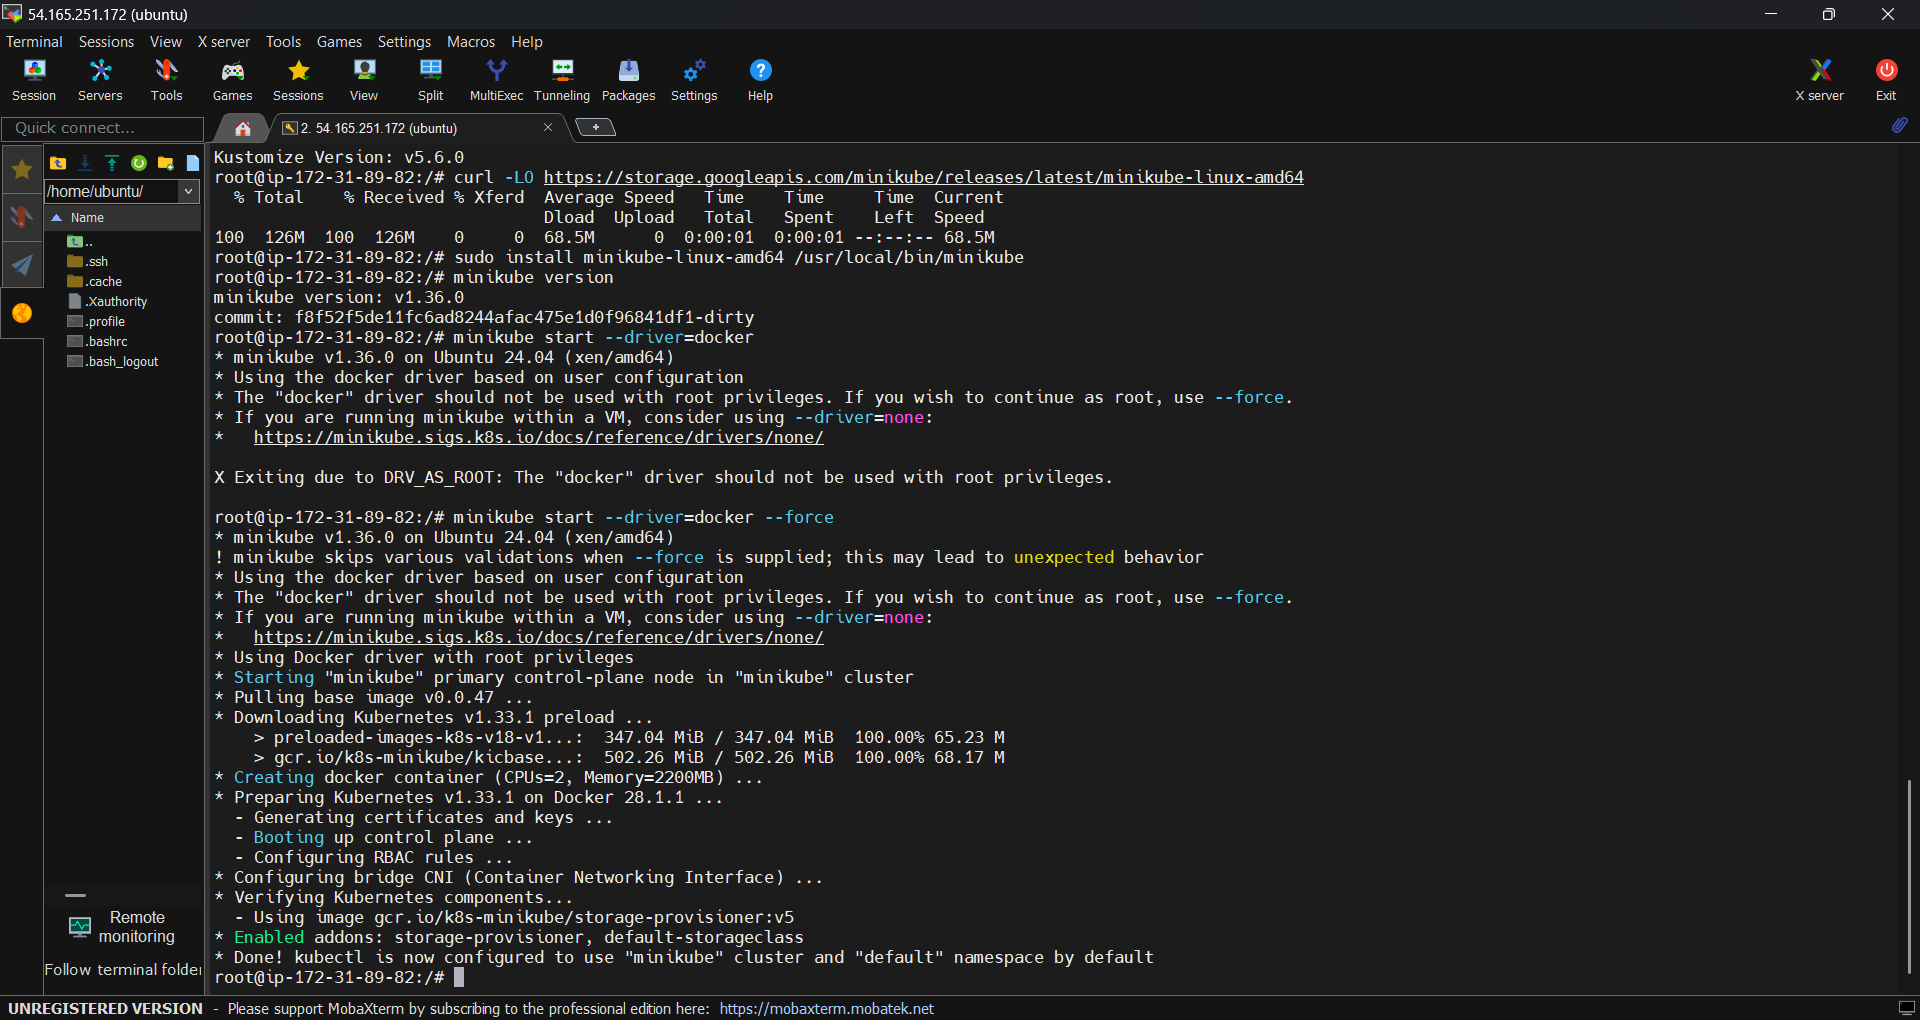 54.165.251.172 (ubuntu)
Terminal Sessions View X server Tools Games Settings Macros Help
Session Servers Tools Games Sessions View Split MultiExec Tunneling Packages Settings Help X server Exit
Quick connect...
2. 54.165.251.172 (ubuntu)
/home/ubuntu/
Name
..
.ssh
.cache
.Xauthority
.profile
.bashrc
.bash_logout
Remote
monitoring
Follow terminal folder
Kustomize Version: v5.6.0
root@ip-172-31-89-82:/# curl -LO https://storage.googleapis.com/minikube/releases/latest/minikube-linux-amd64
  % Total    % Received % Xferd  Average Speed   Time    Time     Time  Current
                                 Dload  Upload   Total   Spent    Left  Speed
100  126M  100  126M    0     0  68.5M      0  0:00:01  0:00:01 --:--:-- 68.5M
root@ip-172-31-89-82:/# sudo install minikube-linux-amd64 /usr/local/bin/minikube
root@ip-172-31-89-82:/# minikube version
minikube version: v1.36.0
commit: f8f52f5de11fc6ad8244afac475e1d0f96841df1-dirty
root@ip-172-31-89-82:/# minikube start --driver=docker
* minikube v1.36.0 on Ubuntu 24.04 (xen/amd64)
* Using the docker driver based on user configuration
* The "docker" driver should not be used with root privileges. If you wish to continue as root, use --force.
* If you are running minikube within a VM, consider using --driver=none:
*   https://minikube.sigs.k8s.io/docs/reference/drivers/none/
X Exiting due to DRV_AS_ROOT: The "docker" driver should not be used with root privileges.
root@ip-172-31-89-82:/# minikube start --driver=docker --force
* minikube v1.36.0 on Ubuntu 24.04 (xen/amd64)
! minikube skips various validations when --force is supplied; this may lead to unexpected behavior
* Using the docker driver based on user configuration
* The "docker" driver should not be used with root privileges. If you wish to continue as root, use --force.
* If you are running minikube within a VM, consider using --driver=none:
*   https://minikube.sigs.k8s.io/docs/reference/drivers/none/
* Using Docker driver with root privileges
* Starting "minikube" primary control-plane node in "minikube" cluster
* Pulling base image v0.0.47 ...
* Downloading Kubernetes v1.33.1 preload ...
    > preloaded-images-k8s-v18-v1...:  347.04 MiB / 347.04 MiB  100.00% 65.23 M
    > gcr.io/k8s-minikube/kicbase...:  502.26 MiB / 502.26 MiB  100.00% 68.17 M
* Creating docker container (CPUs=2, Memory=2200MB) ...
* Preparing Kubernetes v1.33.1 on Docker 28.1.1 ...
  - Generating certificates and keys ...
  - Booting up control plane ...
  - Configuring RBAC rules ...
* Configuring bridge CNI (Container Networking Interface) ...
* Verifying Kubernetes components...
  - Using image gcr.io/k8s-minikube/storage-provisioner:v5
* Enabled addons: storage-provisioner, default-storageclass
* Done! kubectl is now configured to use "minikube" cluster and "default" namespace by default
root@ip-172-31-89-82:/#
UNREGISTERED VERSION - Please support MobaXterm by subscribing to the professional edition here: https://mobaxterm.mobatek.net